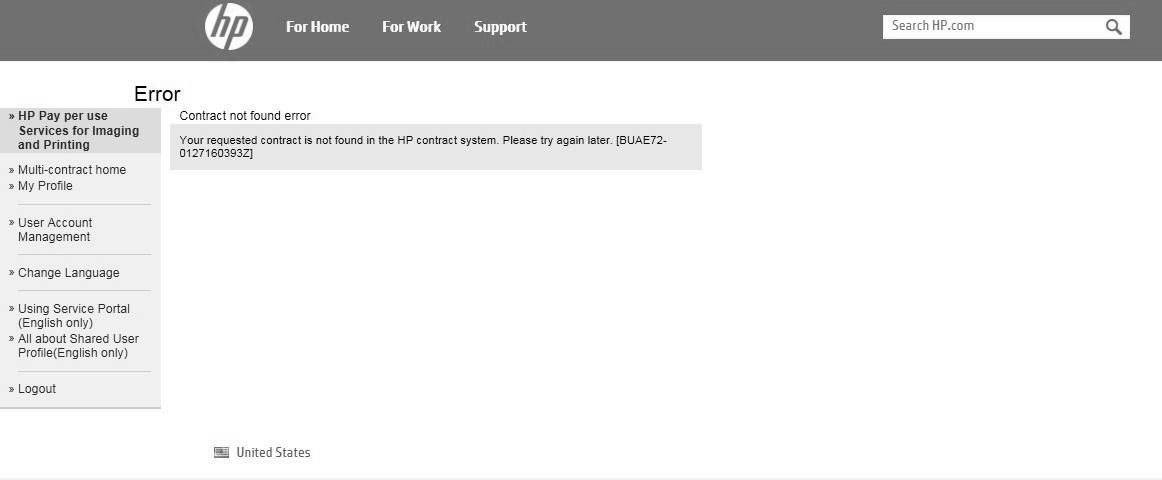 hp
For Home
For Work
Support
Search HP.com
Error
» HP Pay per use
Services for Imaging
and Printing
» Multi-contract home
» My Profile
» User Account
Management
» Change Language
» Using Service Portal
(English only)
» All about Shared User
Profile(English only)
» Logout
Contract not found error
Your requested contract is not found in the HP contract system. Please try again later. [BUAE72-
0127160393Z]
United States